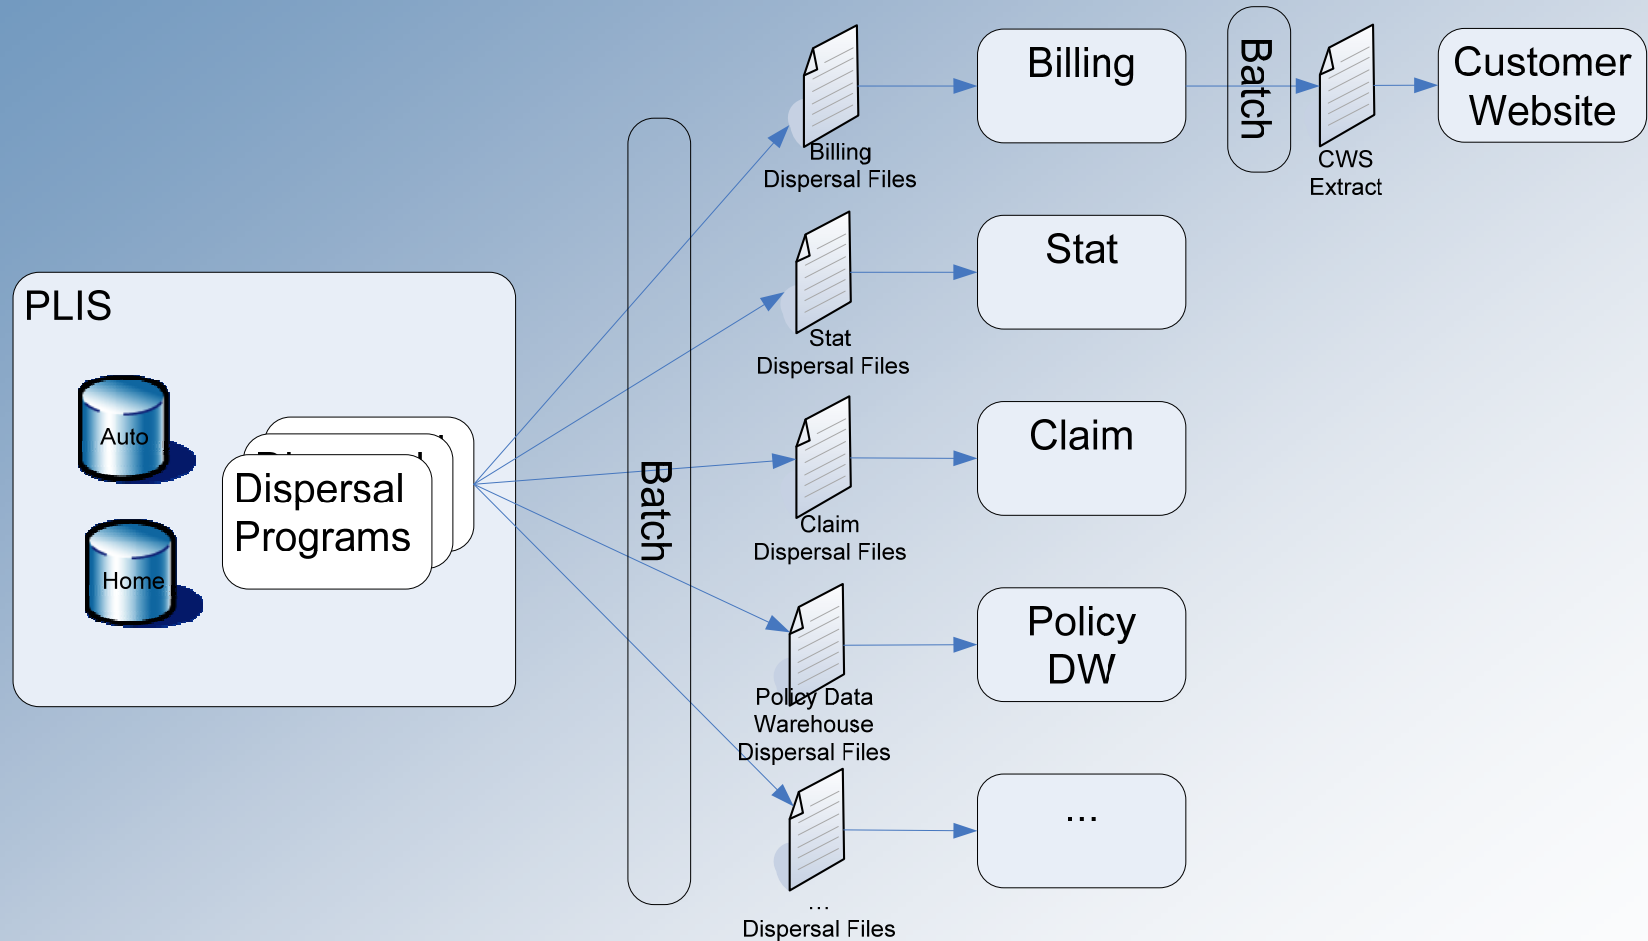 PLIS
Auto
Home
Dispersal
Programs
Batch
Billing
Dispersal Files
Billing
Batch
CWS
Extract
Customer
Website
Stat
Dispersal Files
Stat
Claim
Dispersal Files
Claim
Policy Data
Warehouse
Dispersal Files
Policy
DW
...
Dispersal Files
...